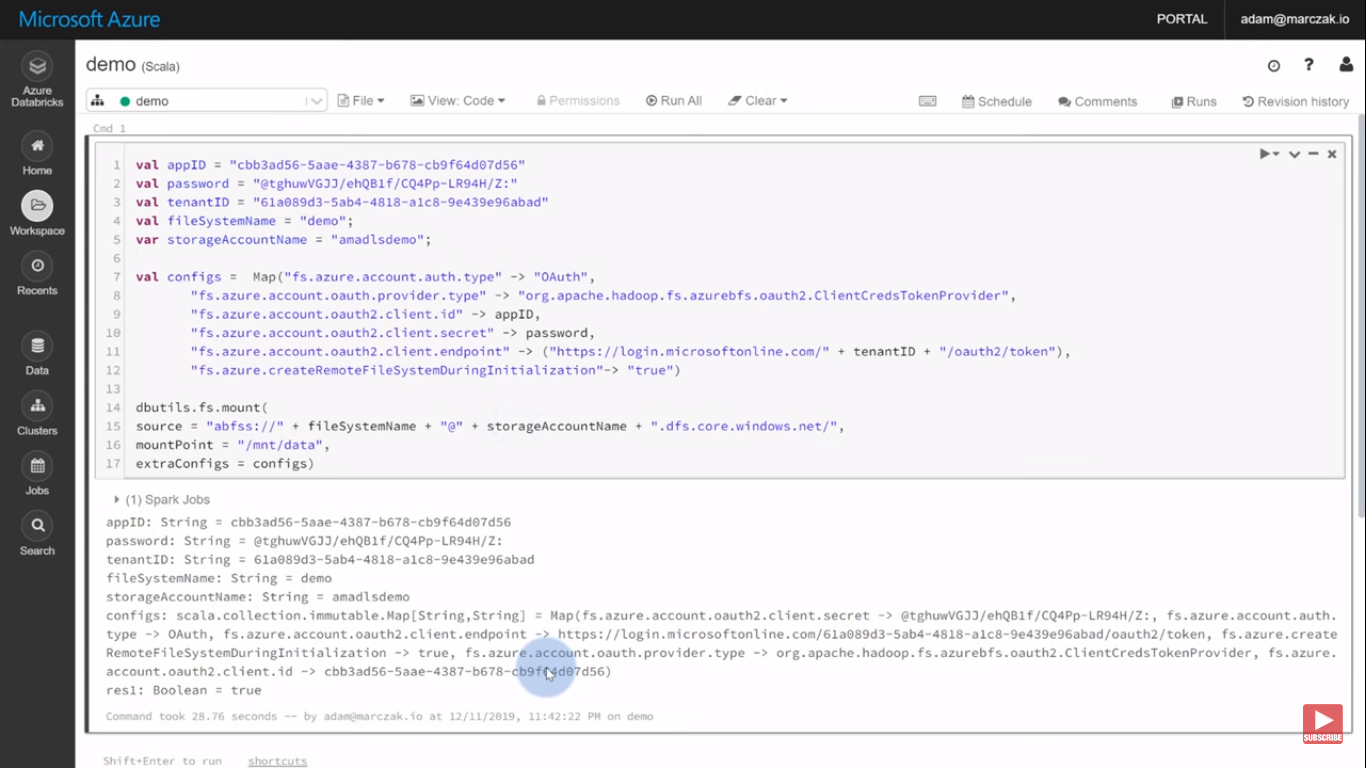 Microsoft Azure
PORTAL
adam@marczak.io
Azure Databricks
Home
Workspace
Recents
Data
Clusters
Jobs
Search
demo (Scala)
?
demo
File
View: Code
Permissions
Run All
Clear
Schedule
Comments
Runs
Revision history
Cmd 1
1 val appID = "cbb3ad56-5aae-4387-b678-cb9f64d07d56"
2 val password = "@tghuwVGJJ/ehQB1f/CQ4Pp-LR94H/Z:"
3 val tenantID = "61a089d3-5ab4-4818-a1c8-9e439e96abad"
4 val fileSystemName = "demo";
5 var storageAccountName = "amadlsdemo";
6
7 val configs =  Map("fs.azure.account.auth.type" -> "OAuth",
8        "fs.azure.account.oauth.provider.type" -> "org.apache.hadoop.fs.azurebfs.oauth2.ClientCredsTokenProvider",
9        "fs.azure.account.oauth2.client.id" -> appID,
10        "fs.azure.account.oauth2.client.secret" -> password,
11        "fs.azure.account.oauth2.client.endpoint" -> ("https://login.microsoftonline.com/" + tenantID + "/oauth2/token"),
12        "fs.azure.createRemoteFileSystemDuringInitialization"-> "true")
13
14 dbutils.fs.mount(
15 source = "abfss://" + fileSystemName + "@" + storageAccountName + ".dfs.core.windows.net/",
16 mountPoint = "/mnt/data",
17 extraConfigs = configs)
(1) Spark Jobs
appID: String = cbb3ad56-5aae-4387-b678-cb9f64d07d56
password: String = @tghuwVGJJ/ehQB1f/CQ4Pp-LR94H/Z:
tenantID: String = 61a089d3-5ab4-4818-a1c8-9e439e96abad
fileSystemName: String = demo
storageAccountName: String = amadlsdemo
configs: scala.collection.immutable.Map[String,String] = Map(fs.azure.account.oauth2.client.secret -> @tghuwVGJJ/ehQB1f/CQ4Pp-LR94H/Z:, fs.azure.account.auth.
type -> OAuth, fs.azure.account.oauth2.client.endpoint -> https://login.microsoftonline.com/61a089d3-5ab4-4818-a1c8-9e439e96abad/oauth2/token, fs.azure.create
RemoteFileSystemDuringInitialization -> true, fs.azure.account.oauth.provider.type -> org.apache.hadoop.fs.azurebfs.oauth2.ClientCredsTokenProvider, fs.azure.
account.oauth2.client.id -> cbb3ad56-5aae-4387-b678-cb9f64d07d56)
res1: Boolean = true
Command took 28.76 seconds -- by adam@marczak.io at 12/11/2019, 11:42:22 PM on demo
SUBSCRIBE
Shift+Enter to run shortcuts